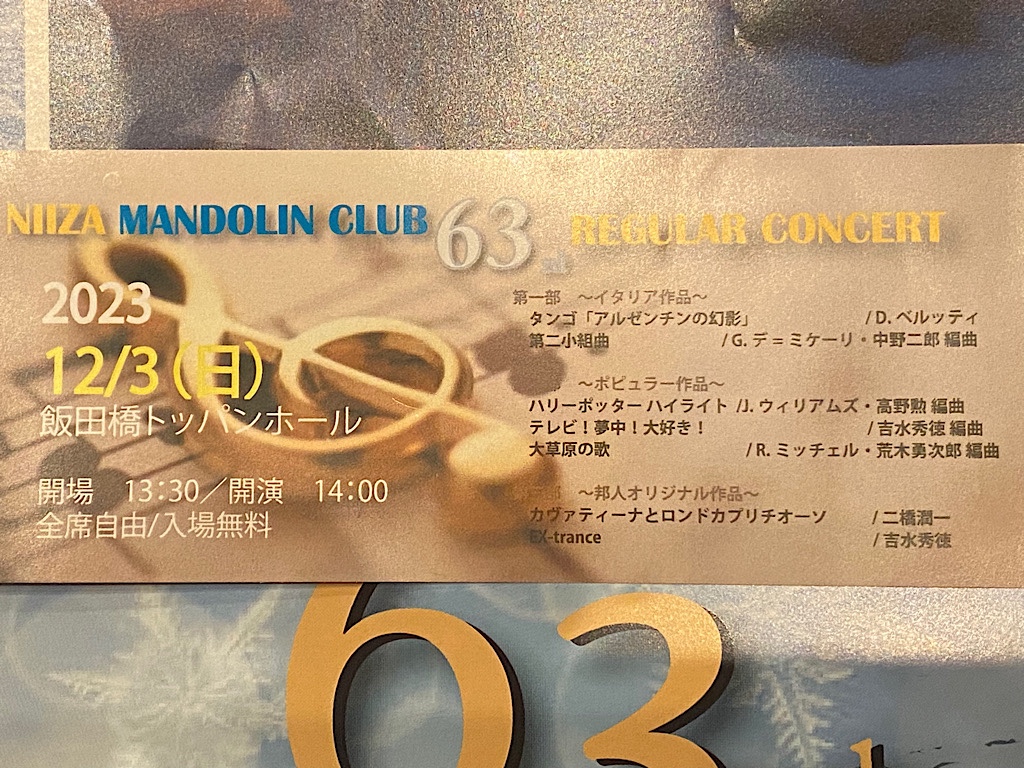 NIIZA MANDOLIN CLUB 63 REGULAR CONCERT
2023
12/3(日)
飯田橋トッパンホール
開場 13:30/開演 14:00
全席自由/入場無料
第一部 ～イタリア作品～
タンゴ「アルゼンチンの幻影」 / D. ベルッティ
第二小組曲 / G. デ＝ミケーリ・中野二郎 編曲
部 ～ポピュラー作品～
ハリーポッター ハイライト /J. ウィリアムズ・高野勲 編曲
テレビ！夢中！大好き！ / 吉水秀徳 編曲
大草原の歌 / R. ミッチェル・荒木勇次郎 編曲
部 ～邦人オリジナル作品～
カヴァティーナとロンドカプリチオーソ / 二橋潤一
EX-trance / 吉水秀徳
63